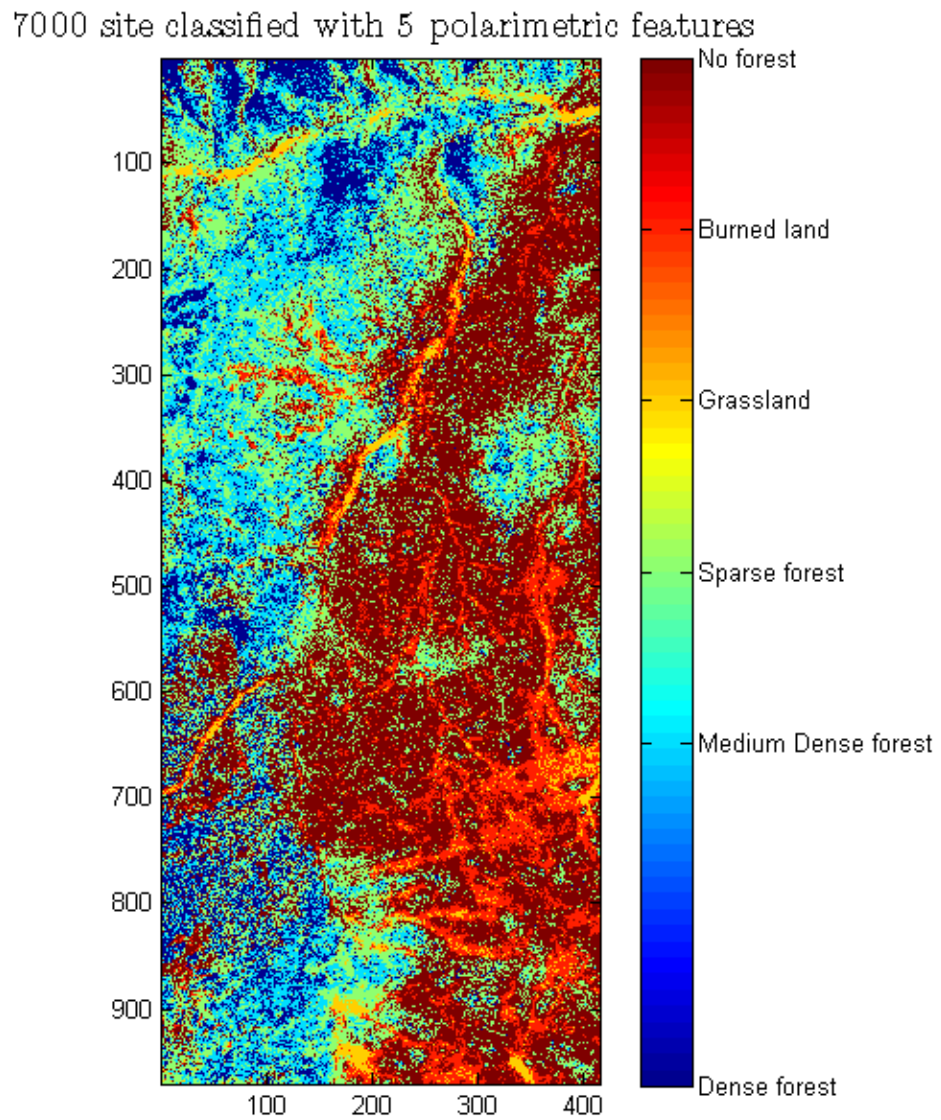 7000 site classified with 5 polarimetric features
No forest
100
Burned land
200
300
Grassland
400
500
Sparse forest
600
Medium Dense forest
700
800
900
Dense forest
100 200 300 400